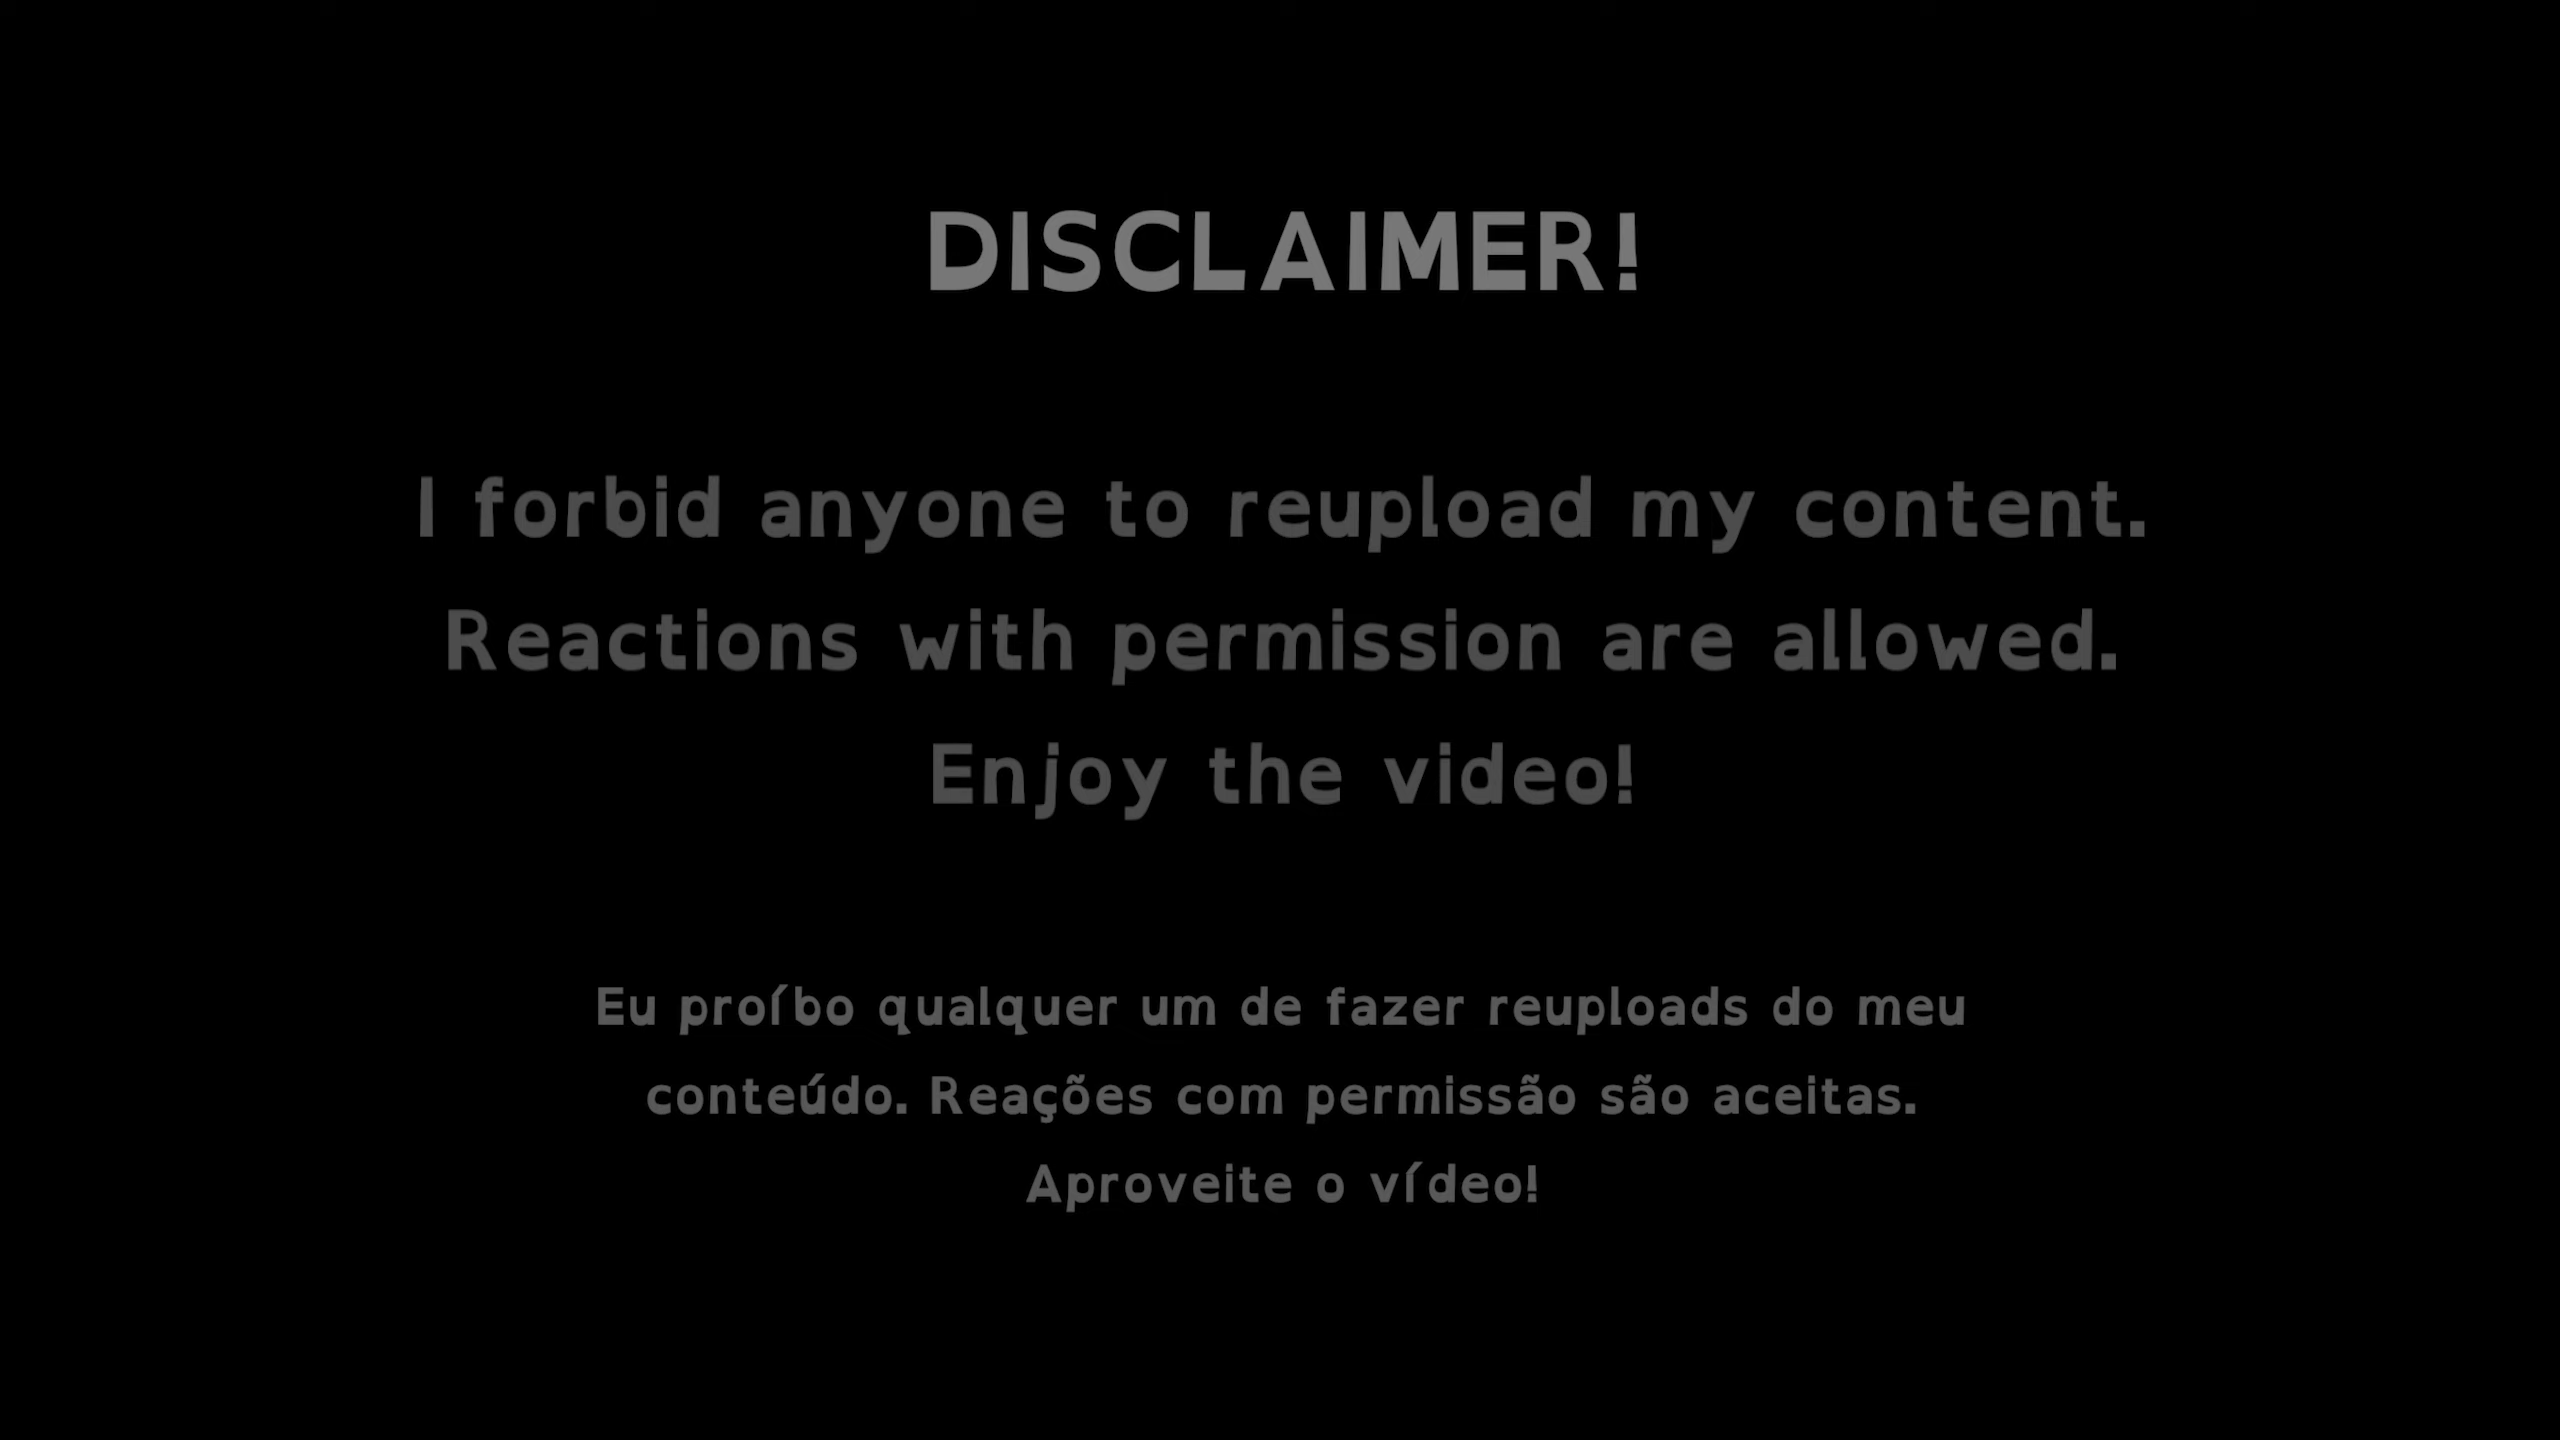 DISCLAIMER!
I forbid anyone to reupload my content.
Reactions with permission are allowed.
Enjoy the video!
Eu proíbo qualquer um de fazer reuploads do meu
conteúdo. Reações com permissão são aceitas.
Aproveite o vídeo!